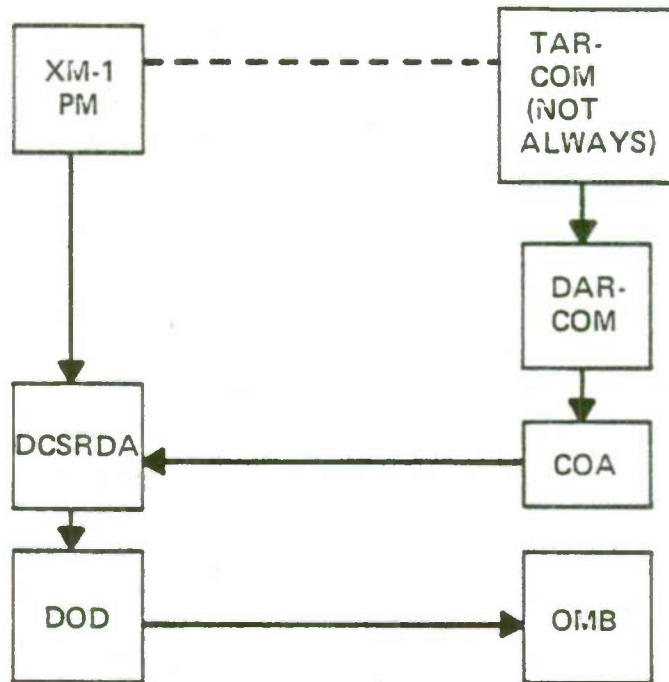 XM-1
PM
TAR-
COM
(NOT
ALWAYS)
DAR-
COM
DCSRDA
COA
DOD
OMB